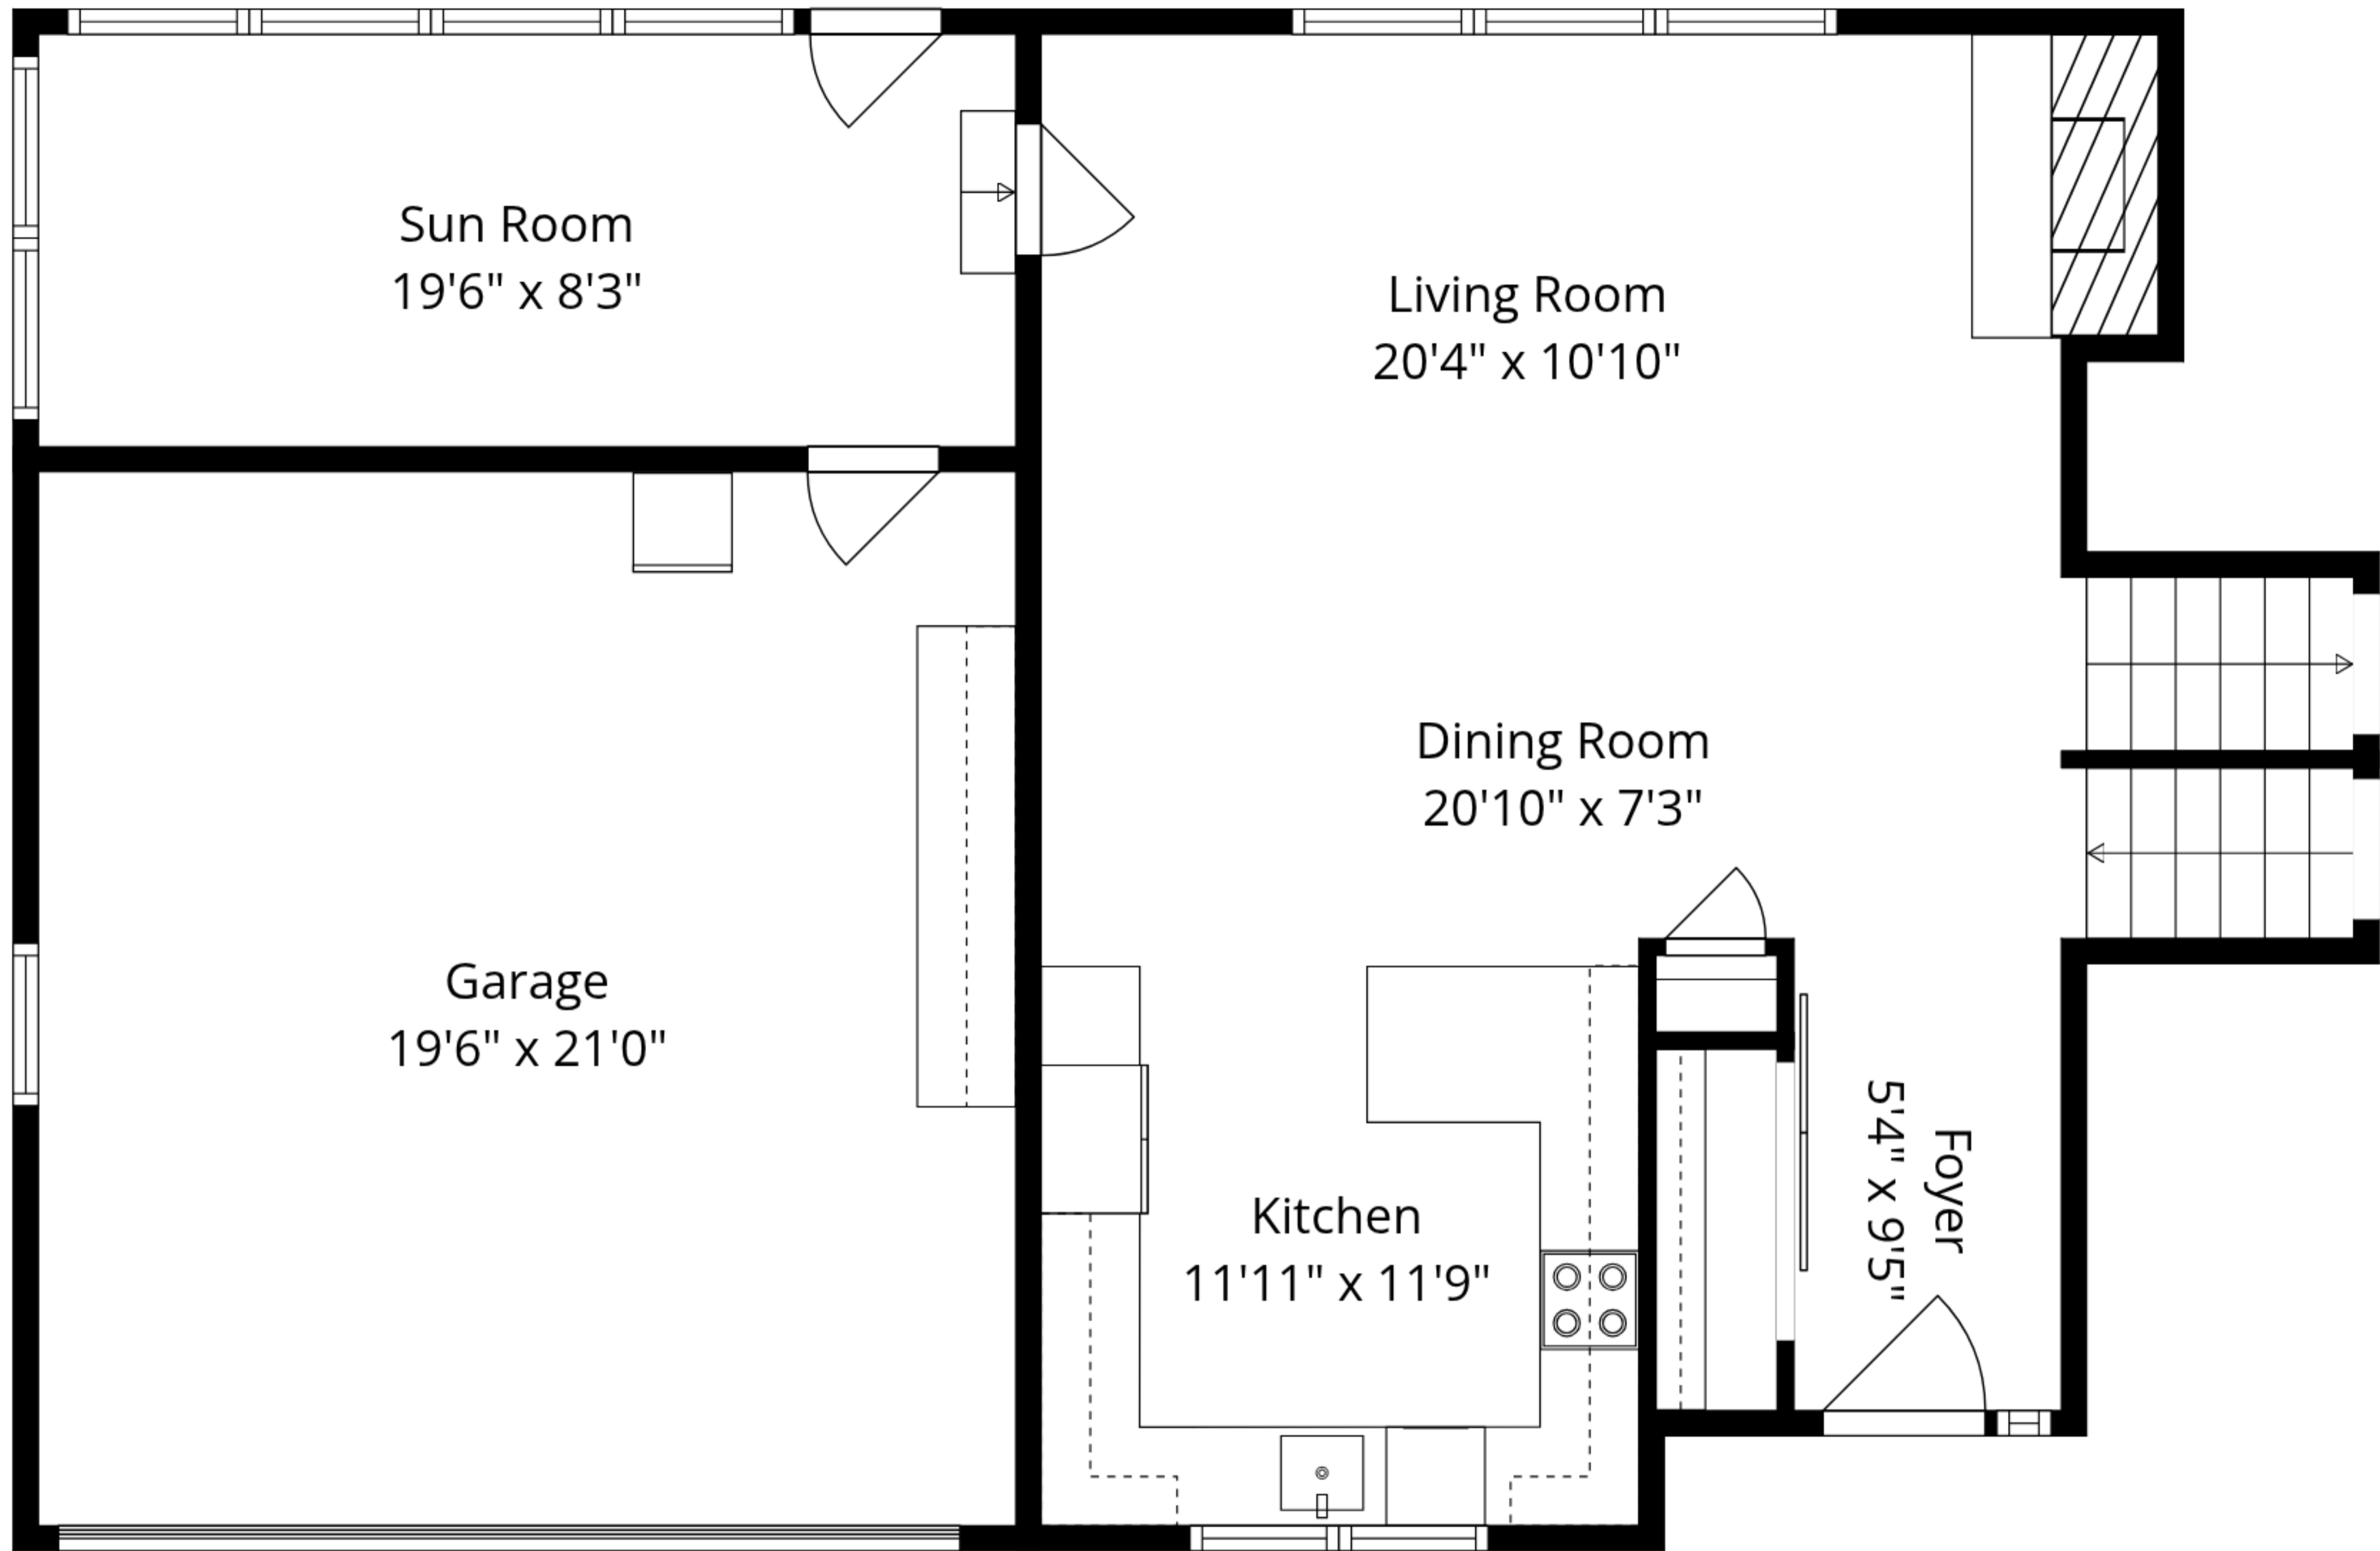 Sun Room
19'6" x 8'3"
Living Room
20'4" x 10'10"
Dining Room
20'10" x 7'3"
Garage
19'6" x 21'0"
Kitchen
11'11" x 11'9"
Foyer
5'4" x 9'5"